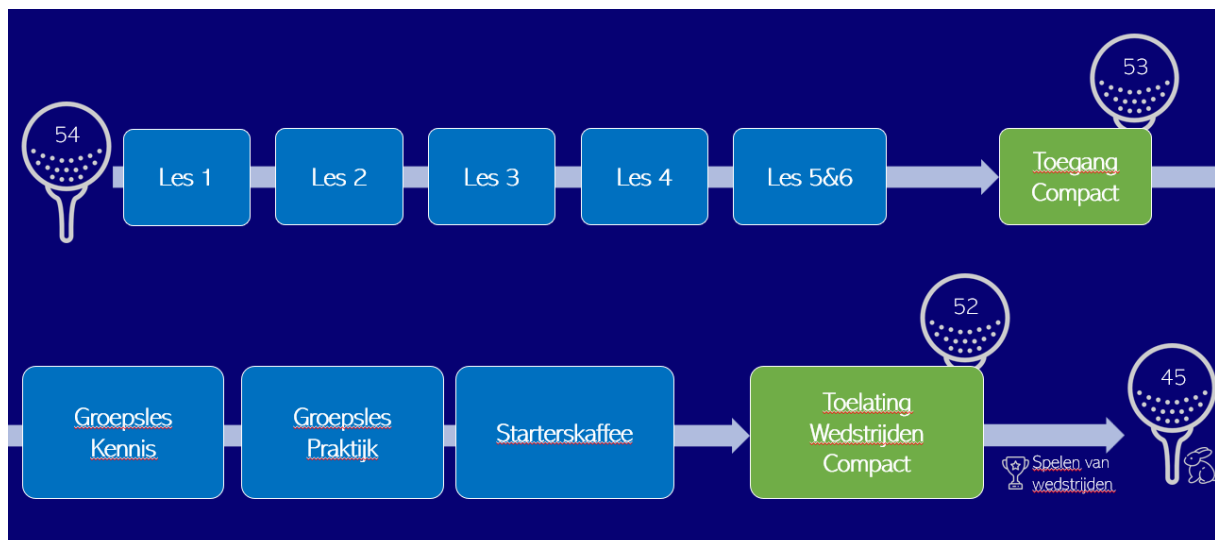 53
54
Les 1
Les 2
Les 3
Les 4
Les 5&6
Toegang
Compact
52
45
Groepsles
Kennis
Groepsles
Praktijk
Starterskaffee
Toelating
Wedstrijden
Compact
Spelen van
wedstrijden